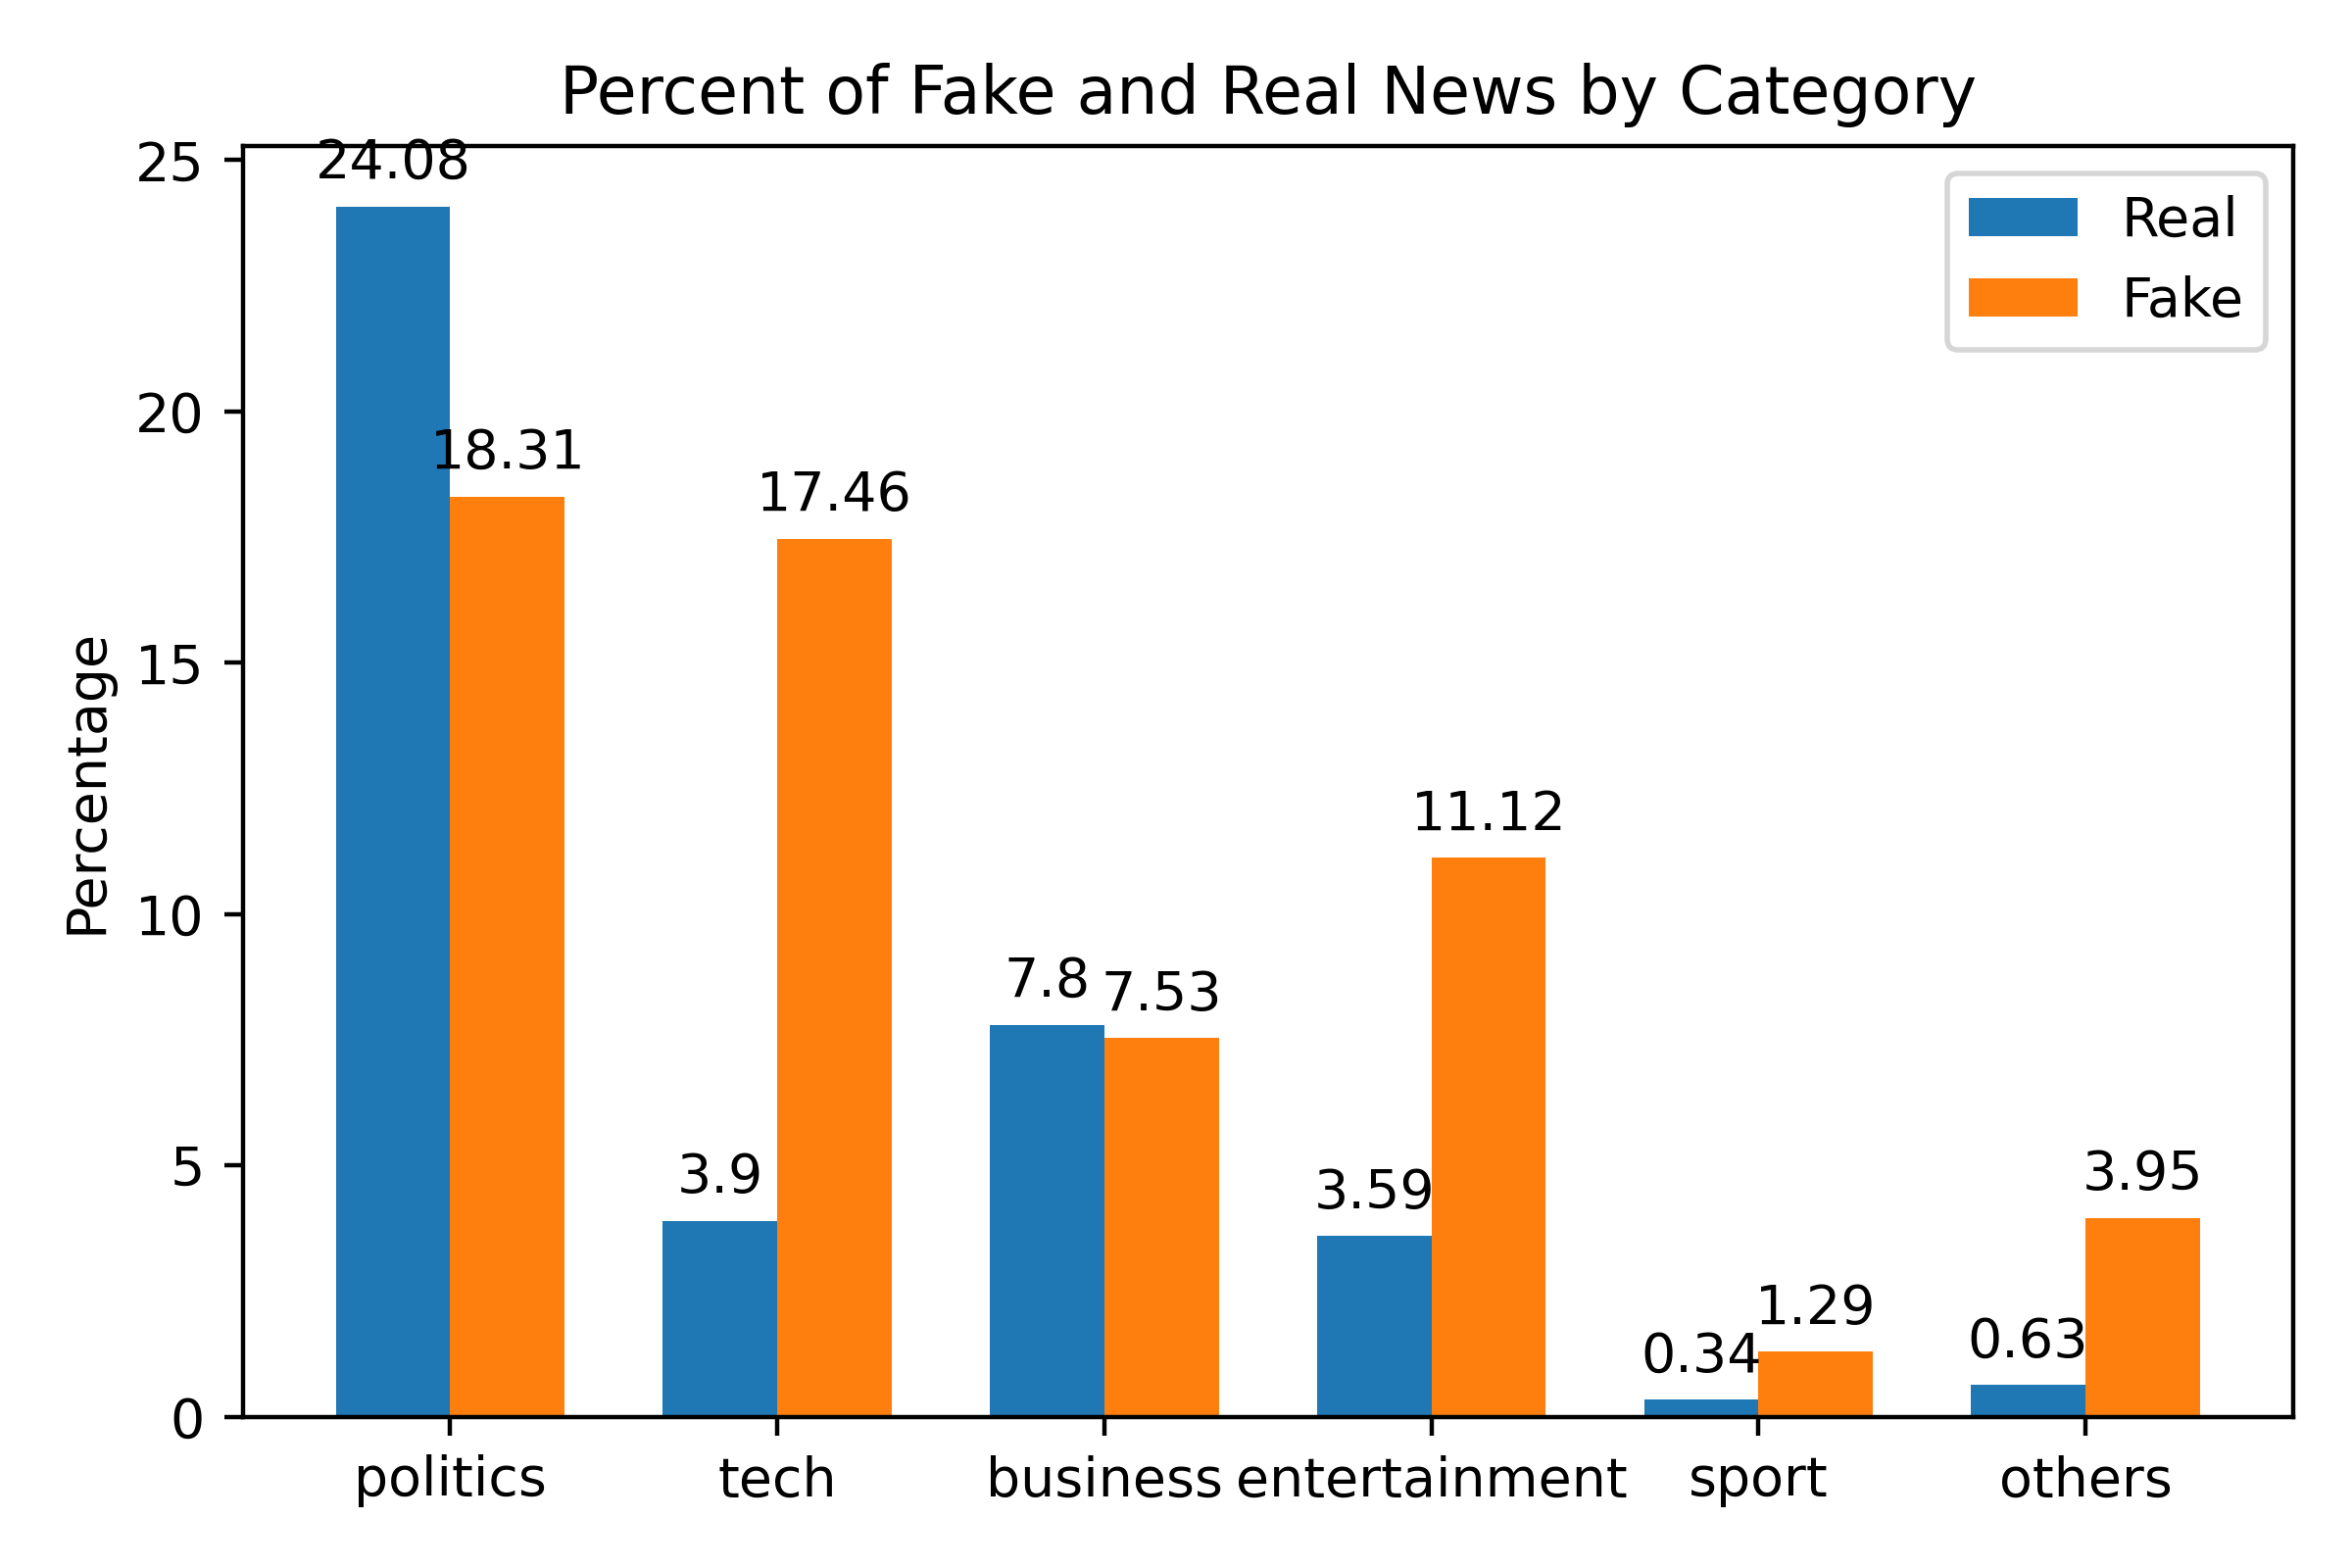 Percent of Fake and Real News by Category
Percentage
25
20
15
10
5
0
24.08
18.31
3.9
17.46
7.8
7.53
3.59
11.12
0.34
1.29
0.63
3.95
politics
tech
business
entertainment
sport
others
Real
Fake